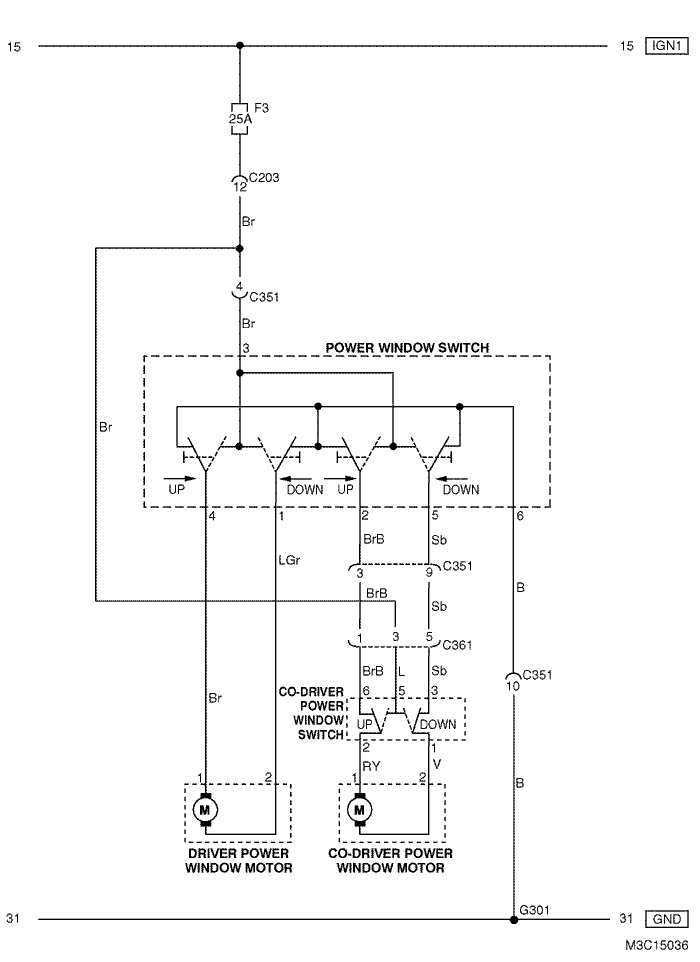 15
15 IGN1
F3
25A
C203
12
Br
4
C351
Br
3
POWER WINDOW SWITCH
Br
UP
DOWN
UP
DOWN
4
1
2
5
6
BrB
Sb
LGr
3
9
C351
B
BrB
Sb
1
3
5
C361
BrB
L
Sb
C351
10
CO-DRIVER
POWER
WINDOW
SWITCH
6
5
3
Br
UP
DOWN
2
1
RY
V
1
2
1
2
B
M
M
DRIVER POWER
WINDOW MOTOR
CO-DRIVER POWER
WINDOW MOTOR
G301
31
31 GND
M3C15036